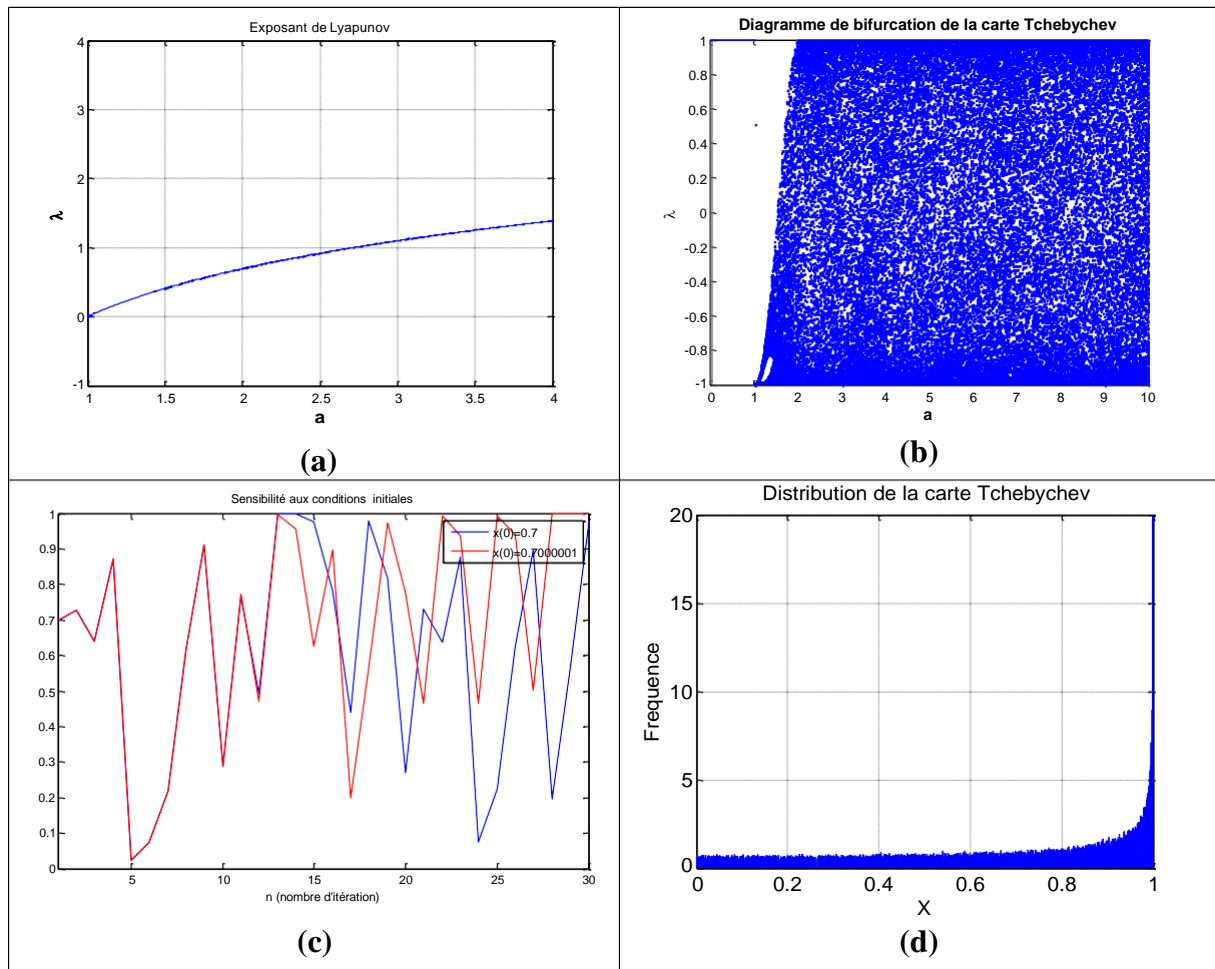 Exposant de Lyapunov
4
3
2
1
0
-1
λ
1 1.5 2 2.5 3 3.5 4
a
(a)
Diagramme de bifurcation de la carte Tchebychev
1
0.8
0.6
0.4
0.2
0
-0.2
-0.4
-0.6
-0.8
-1
λ
0 1 2 3 4 5 6 7 8 9 10
a
(b)
Sensibilité aux conditions initiales
1
0.9
0.8
0.7
0.6
0.5
0.4
0.3
0.2
0.1
0
x(0)=0.7
x(0)=0.7000001
5 10 15 20 25 30
n (nombre d'itération)
(c)
Distribution de la carte Tchebychev
20
15
10
5
0
Frequence
0 0.2 0.4 0.6 0.8 1
X
(d)